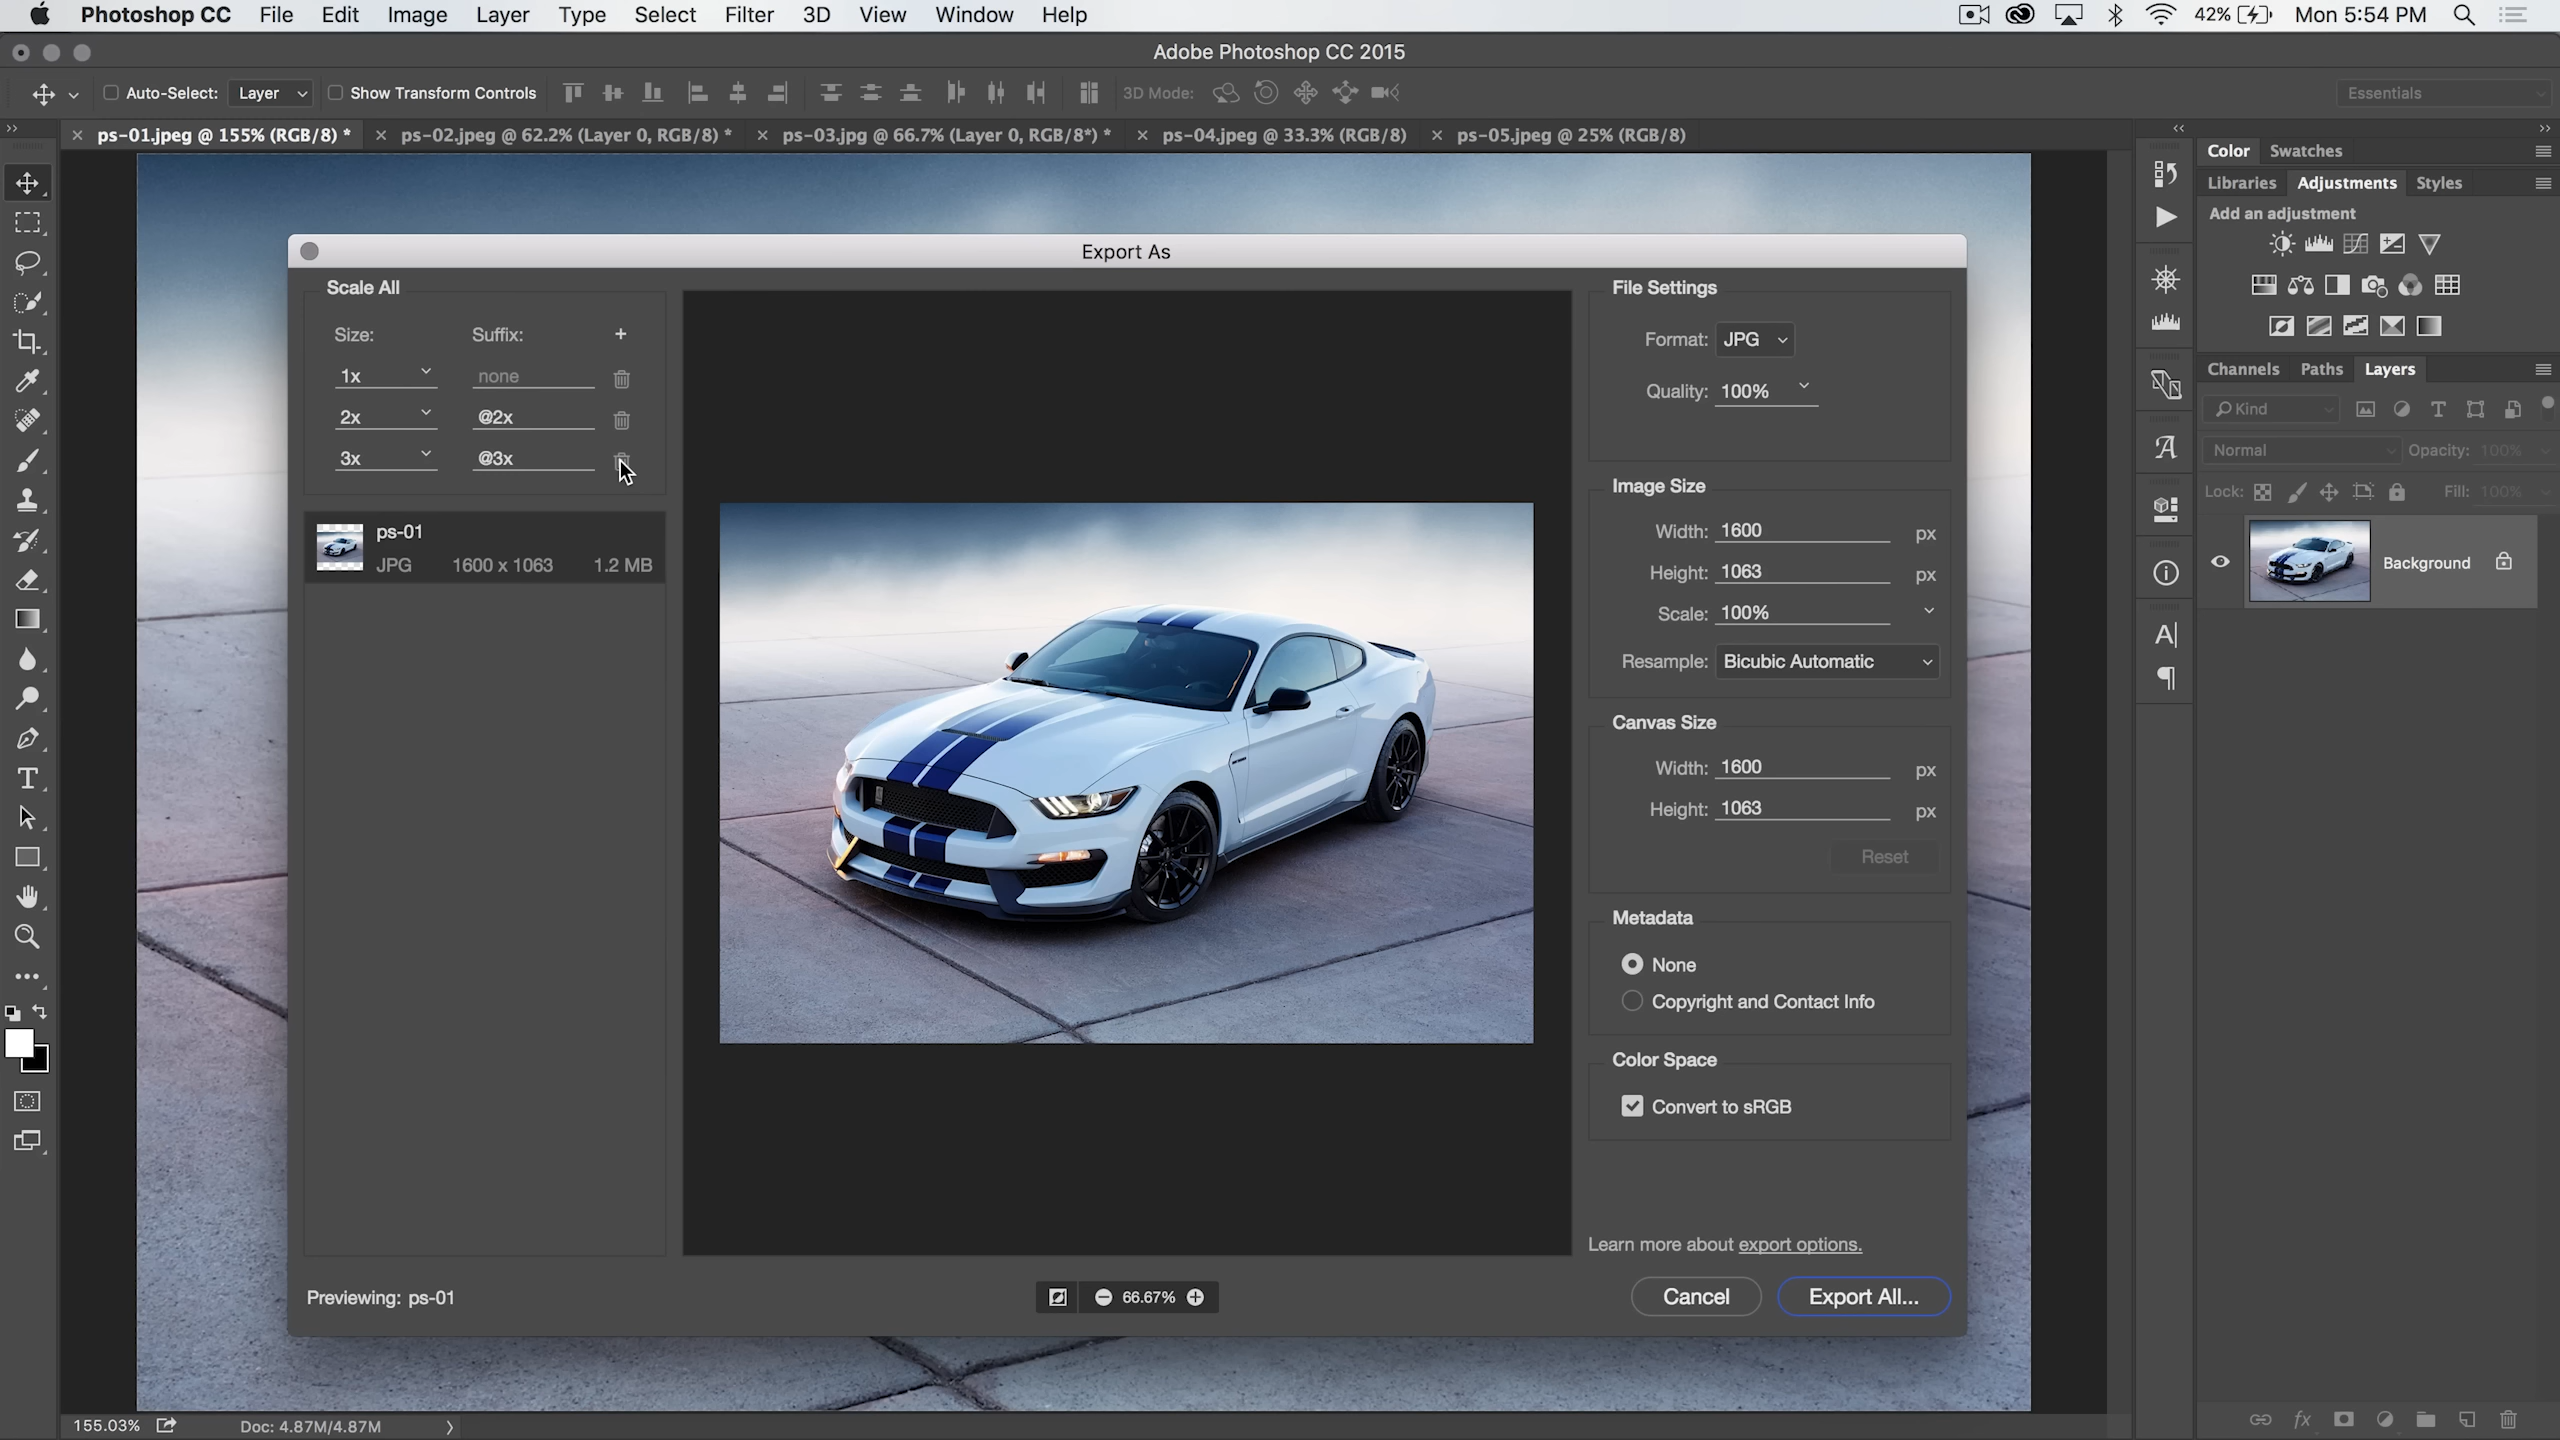 Photoshop CC File Edit Image Layer Type Select Filter 3D View Window Help 42% Mon 5:54 PM
Adobe Photoshop CC 2015
Auto-Select: Layer Show Transform Controls 3D Mode: Essentials
ps-01.jpeg @ 155% (RGB/8) * ps-02.jpeg @ 62.2% (Layer 0, RGB/8) * ps-03.jpg @ 66.7% (Layer 0, RGB/8*) * ps-04.jpeg @ 33.3% (RGB/8) ps-05.jpeg @ 25% (RGB/8)
Export As
Scale All
Size: Suffix: +
1x none
2x @2x
3x @3x
ps-01
JPG 1600 x 1063 1.2 MB
File Settings
Format: JPG
Quality: 100%
Image Size
Width: 1600 px
Height: 1063 px
Scale: 100%
Resample: Bicubic Automatic
Canvas Size
Width: 1600 px
Height: 1063 px
Reset
Metadata
None
Copyright and Contact Info
Color Space
Convert to sRGB
Learn more about export options.
Previewing: ps-01
66.67%
Cancel Export All...
Color Swatches
Libraries Adjustments Styles
Add an adjustment
Channels Paths Layers
Kind
Normal Opacity: 100%
Lock: Fill: 100%
Background
155.03% Doc: 4.87M/4.87M